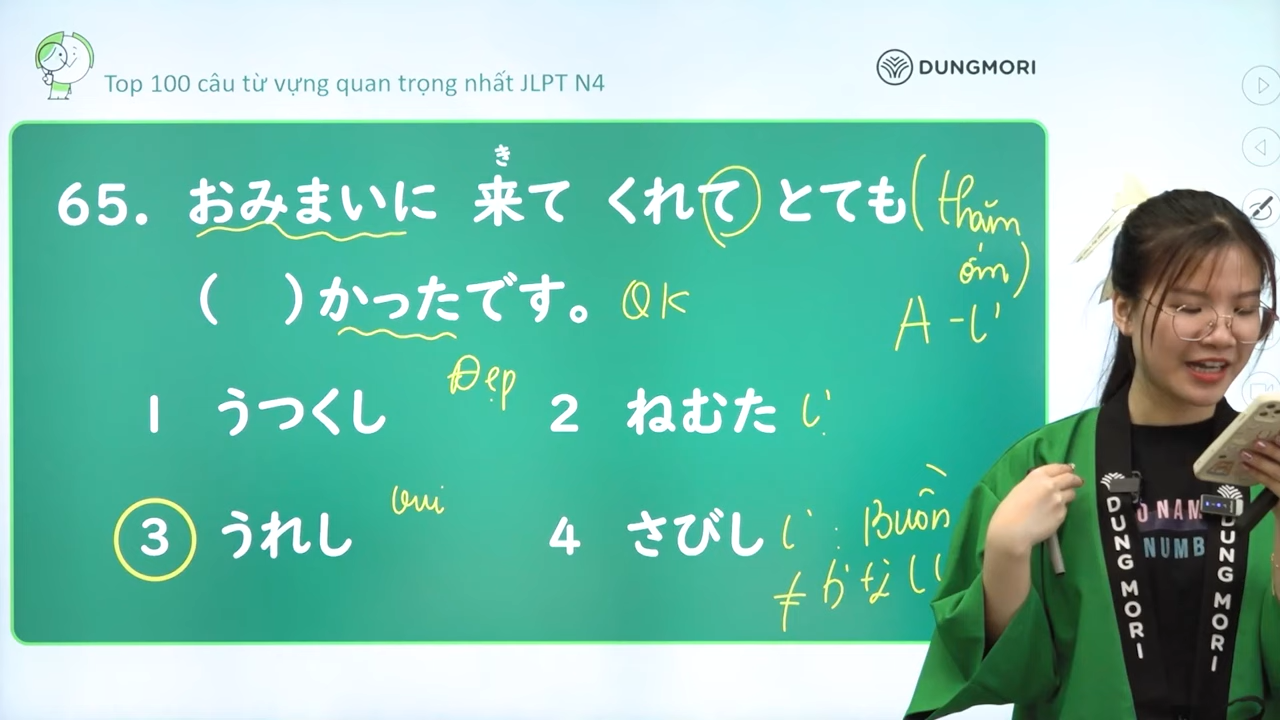 Top 100 câu từ vựng quan trọng nhất JLPT N4
DUNGMORI
き
65. おみまいに 来て くれて とても (thăm ốm)
( )かったです。 OK A-い
Đẹp
1 うつくし 2 ねむた い
vui
3 うれし 4 さびし い : Buồn
≠ かなしい
DUNG MORI
NUMB
DUNG MORI